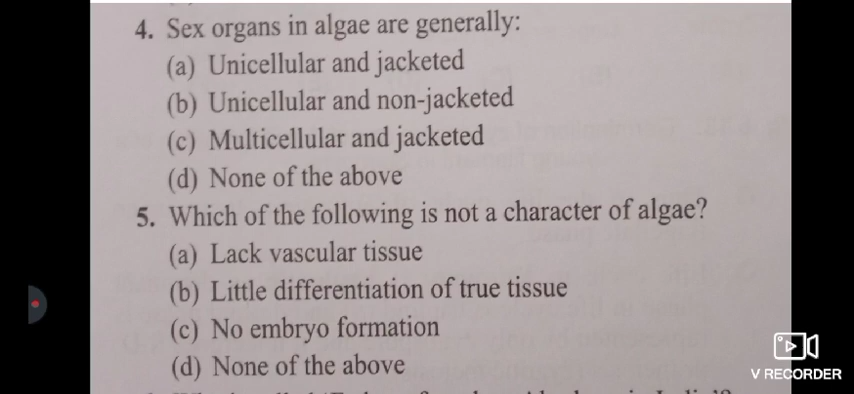 4. Sex organs in algae are generally:
(a) Unicellular and jacketed
(b) Unicellular and non-jacketed
(c) Multicellular and jacketed
(d) None of the above
5. Which of the following is not a character of algae?
(a) Lack vascular tissue
(b) Little differentiation of true tissue
(c) No embryo formation
(d) None of the above
V RECORDER